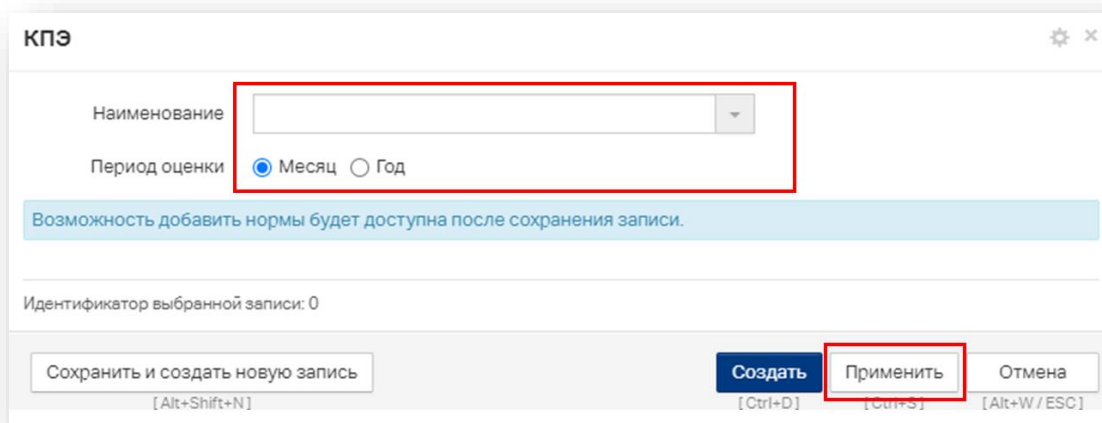 КПЭ
Наименование
Период оценки Месяц Год
Возможность добавить нормы будет доступна после сохранения записи.
Идентификатор выбранной записи: 0
Сохранить и создать новую запись Создать Применить Отмена
[Alt+Shift+N] [Ctrl+D] [Ctrl+S] [Alt+W / ESC]